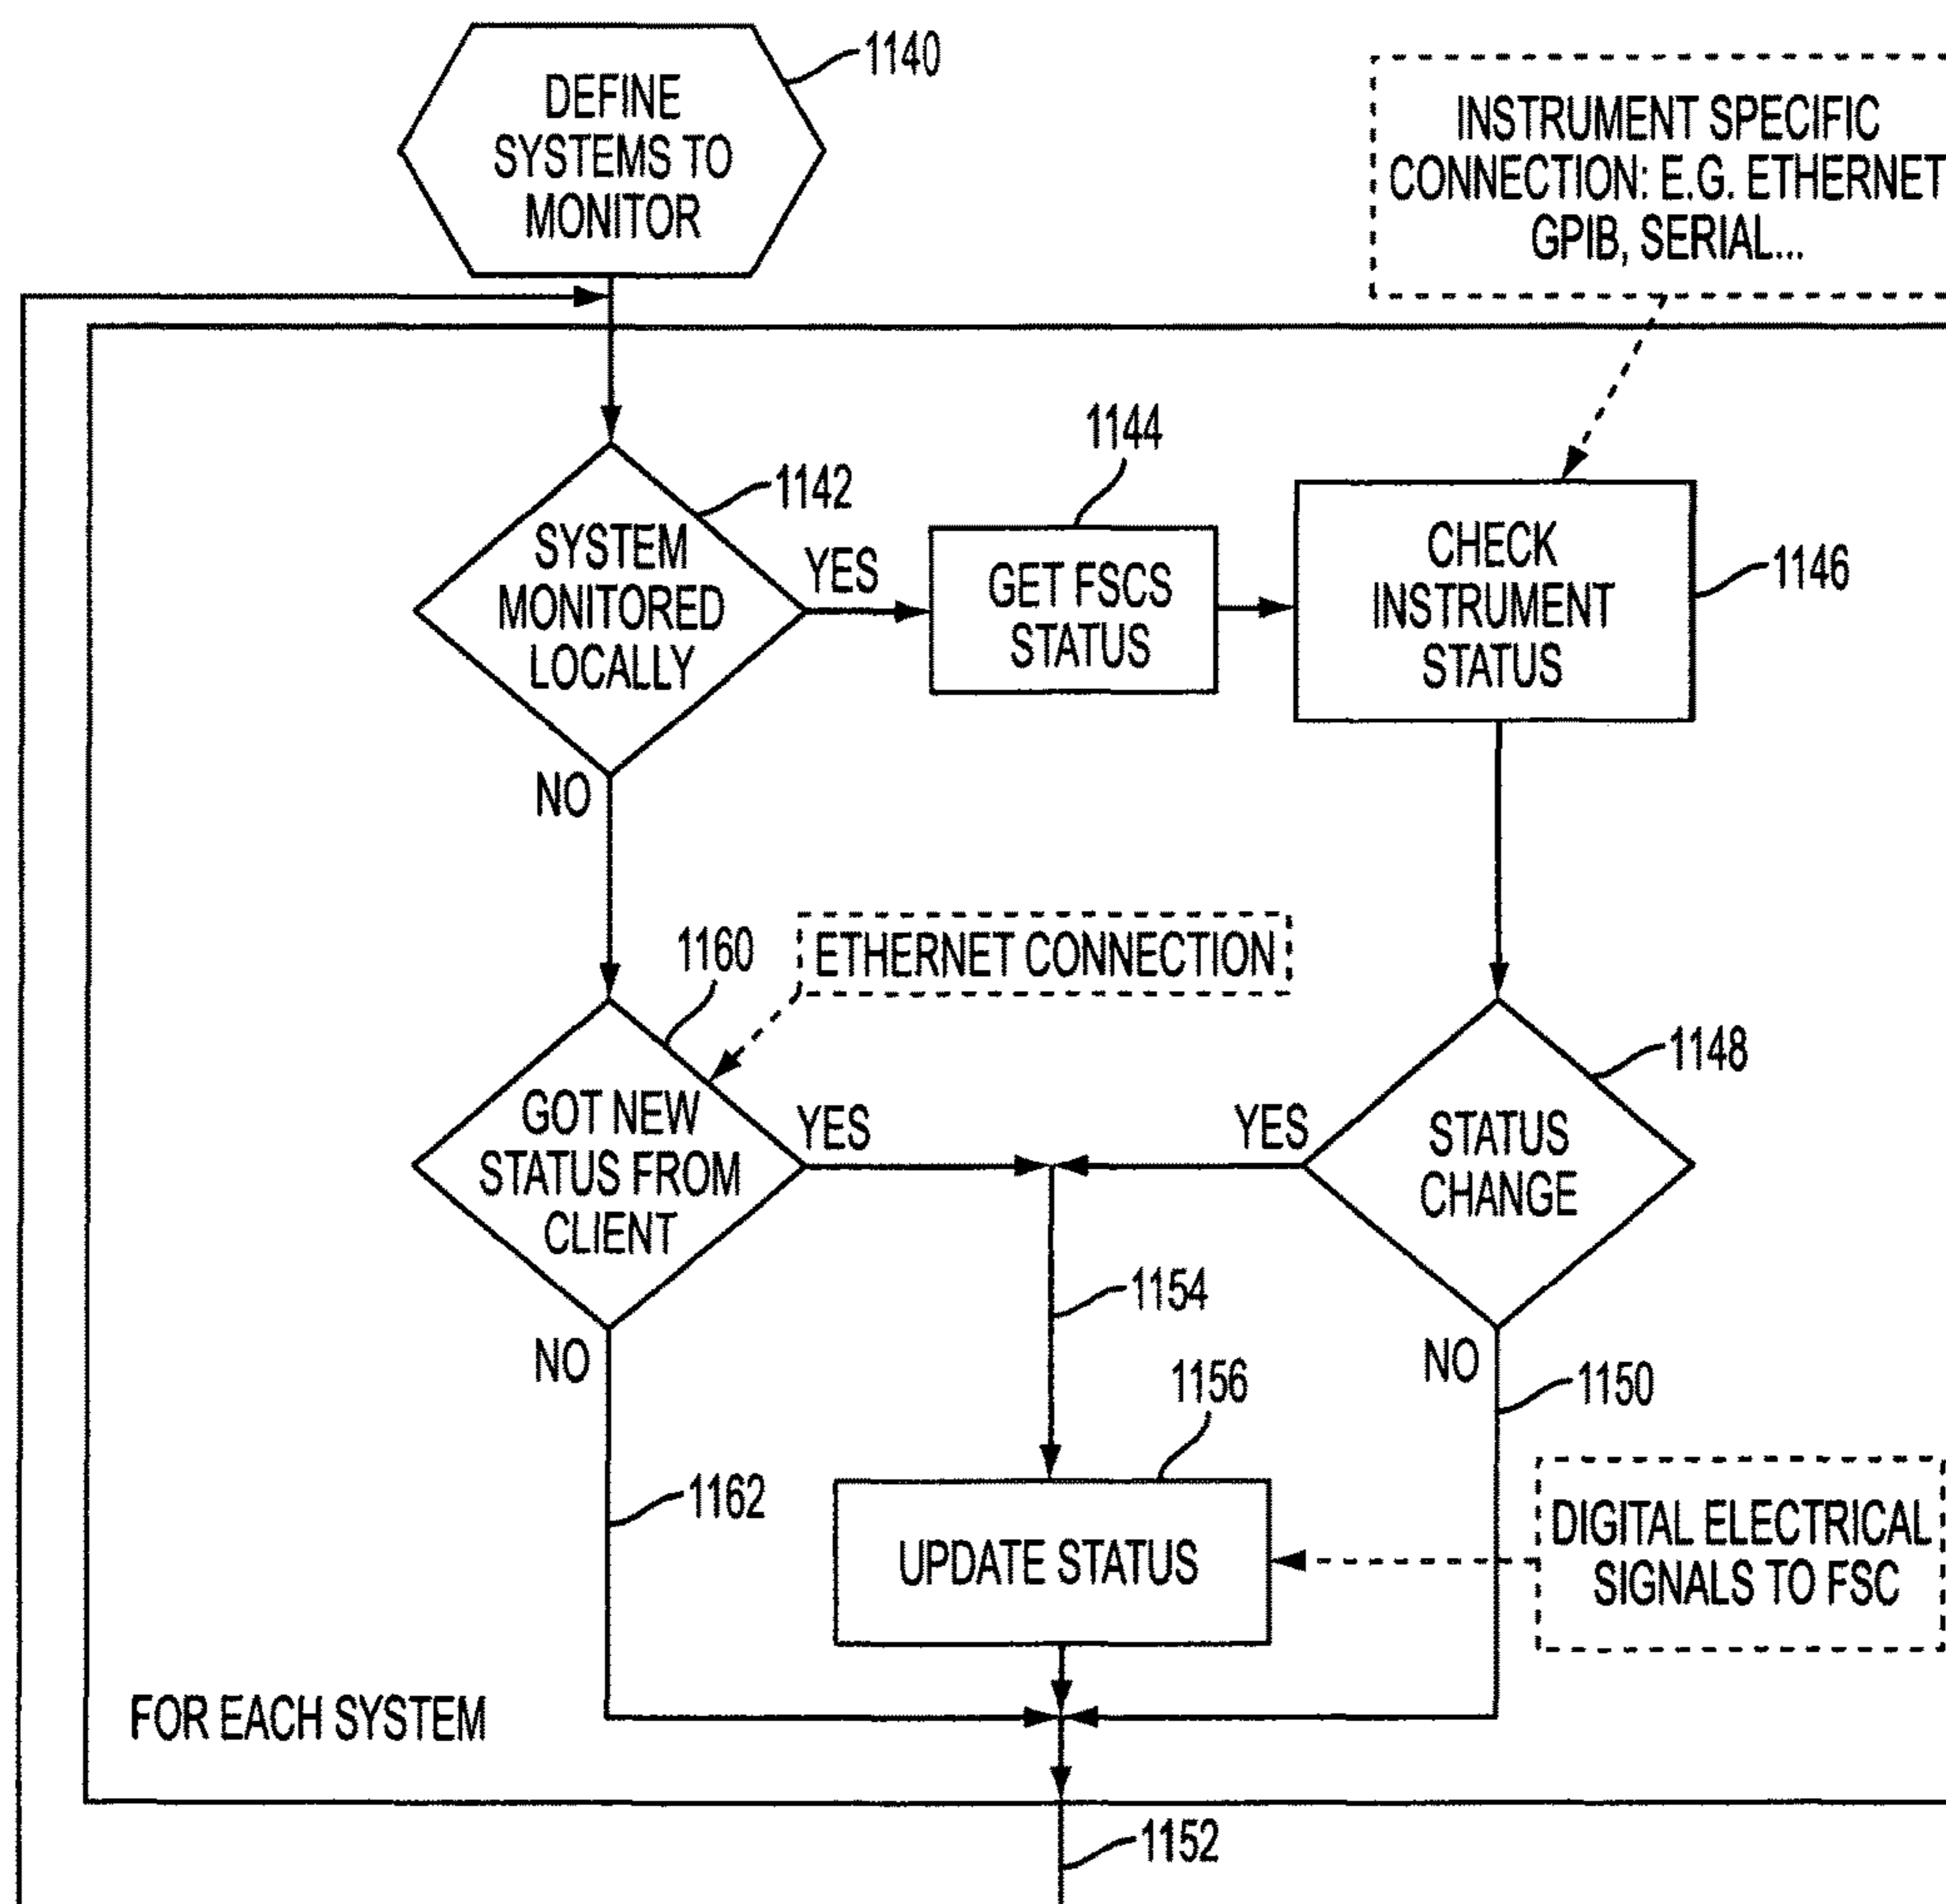 DEFINE
SYSTEMS TO
MONITOR
1140
INSTRUMENT SPECIFIC
CONNECTION: E.G. ETHERNET
GPIB, SERIAL...
SYSTEM
MONITORED
LOCALLY
1142
YES
NO
GET FSCS
STATUS
1144
CHECK
INSTRUMENT
STATUS
1146
ETHERNET CONNECTION
1160
GOT NEW
STATUS FROM
CLIENT
YES
NO
YES
STATUS
CHANGE
1148
NO
1154
1150
1156
1162
UPDATE STATUS
DIGITAL ELECTRICAL
SIGNALS TO FSC
FOR EACH SYSTEM
1152